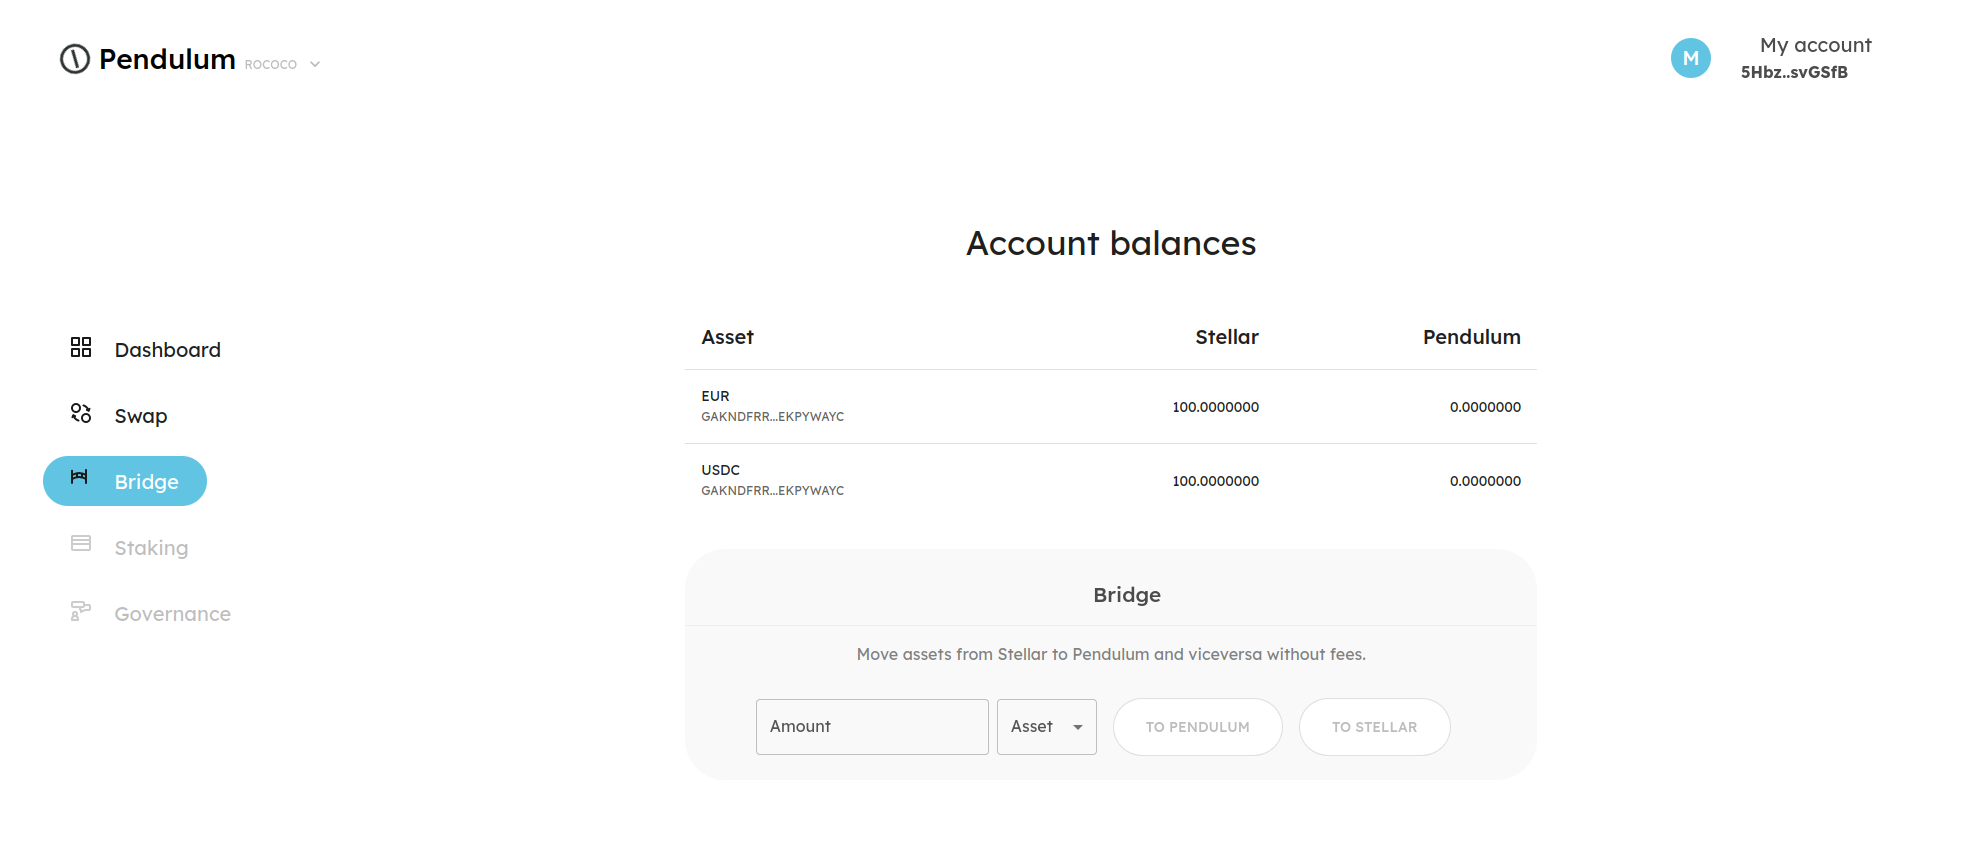 Pendulum ROCOCO
M
My account
5Hbz..svGSfB
Dashboard
Swap
Bridge
Staking
Governance
Account balances
Asset Stellar Pendulum
EUR
GAKNDFRR...EKPYWAYC
100.0000000 0.0000000
USDC
GAKNDFRR...EKPYWAYC
100.0000000 0.0000000
Bridge
Move assets from Stellar to Pendulum and viceversa without fees.
Amount Asset TO PENDULUM TO STELLAR